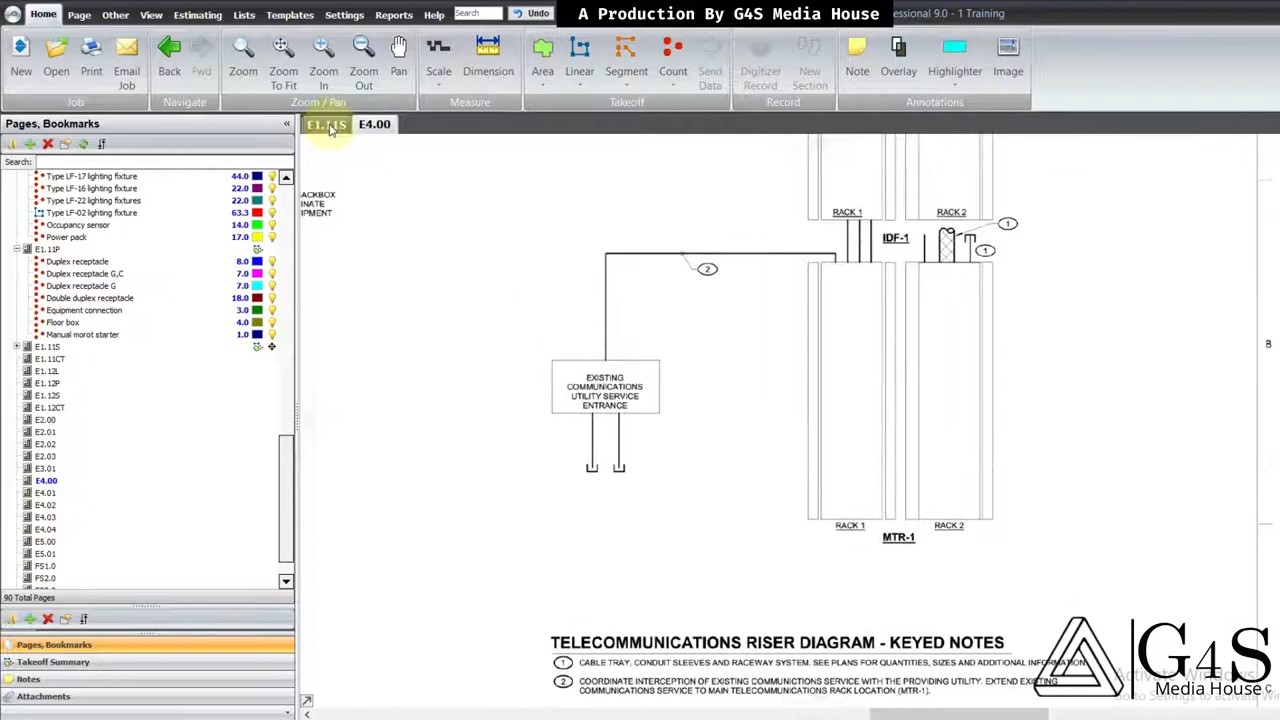 Home Page Other View Estimating Lists Templates Settings Reports Help Search Undo
A Production By G4S Media House
fessional 9.0 - 1 Training
New Open Print Email Job Back Fwd Zoom Zoom To Fit Zoom In Zoom Out Pan Scale Dimension Area Linear Segment Count Send Data Digitizer Record New Section Note Overlay Highlighter Image
Job Navigate Zoom / Pan Measure Takeoff Record Annotations
Pages, Bookmarks «
E1.11S E4.00
Search:
Type LF-17 lighting fixture 44.0
Type LF-16 lighting fixture 22.0
Type LF-22 lighting fixtures 22.0
Type LF-02 lighting fixture 63.3
Occupancy sensor 14.0
Power pack 17.0
E1.11P
Duplex receptacle 8.0
Duplex receptacle G,C 7.0
Duplex receptacle G 7.0
Double duplex receptacle 18.0
Equipment connection 3.0
Floor box 4.0
Manual morot starter 1.0
E1.11S
E1.11CT
E1.12L
E1.12P
E1.12S
E1.12CT
E2.00
E2.01
E2.02
E2.03
E3.01
E4.00
E4.01
E4.02
E4.03
E4.04
E5.00
E5.01
FS1.0
FS2.0
90 Total Pages
Pages, Bookmarks
Takeoff Summary
Notes
Attachments
ACKBOX
INATE
IPMENT
RACK 1 RACK 2
IDF-1
1
1
2
B
EXISTING
COMMUNICATIONS
UTILITY SERVICE
ENTRANCE
RACK 1 RACK 2
MTR-1
TELECOMMUNICATIONS RISER DIAGRAM - KEYED NOTES
1 CABLE TRAY, CONDUIT SLEEVES AND RACEWAY SYSTEM. SEE PLANS FOR QUANTITIES, SIZES AND ADDITIONAL INFORMATION.
2 COORDINATE INTERCEPTION OF EXISTING COMMUNICTIONS SERVICE WITH THE PROVIDING UTILITY. EXTEND EXISTING
COMMUNICATIONS SERVICE TO MAIN TELECOMMUNICATIONS RACK LOCATION (MTR-1).
G4S
Media House
Activate Windows
Go to Settings to activate